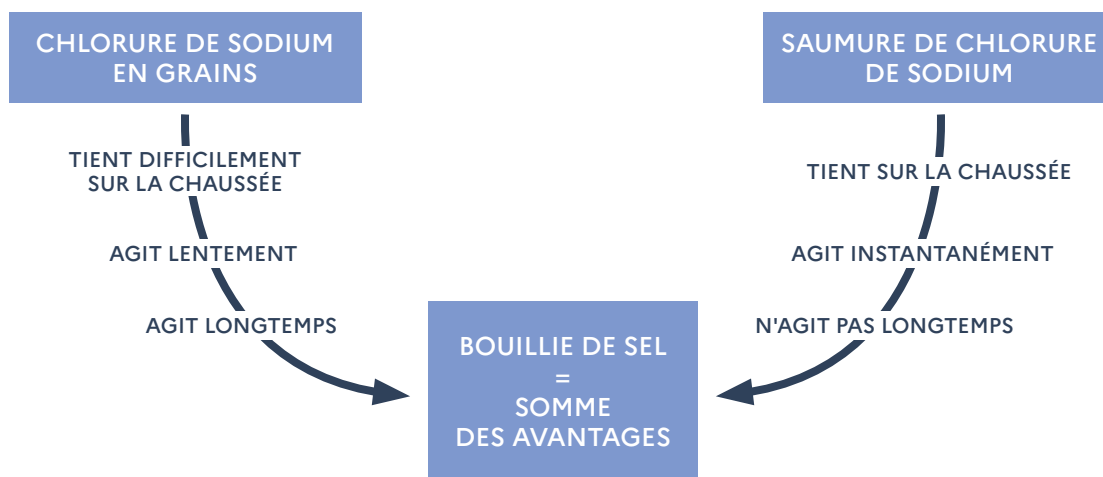 CHLORURE DE SODIUM
EN GRAINS
TIENT DIFFICILEMENT
SUR LA CHAUSSÉE
AGIT LENTEMENT
AGIT LONGTEMPS
SAUMURE DE CHLORURE
DE SODIUM
TIENT SUR LA CHAUSSÉE
AGIT INSTANTANÉMENT
N'AGIT PAS LONGTEMPS
BOUILLIE DE SEL
=
SOMME
DES AVANTAGES